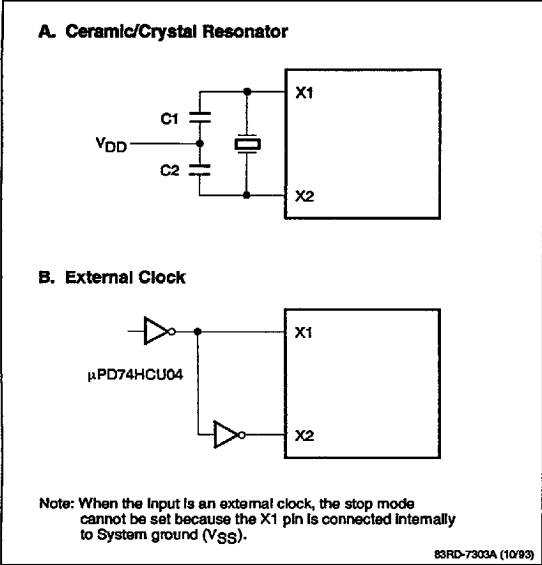 A. Ceramic/Crystal Resonator
X1
C1
VDD
C2
X2
B. External Clock
X1
µPD74HCU04
X2
Note: When the input is an external clock, the stop mode
cannot be set because the X1 pin is connected internally
to System ground (VSS).
83RD-7303A (10/93)